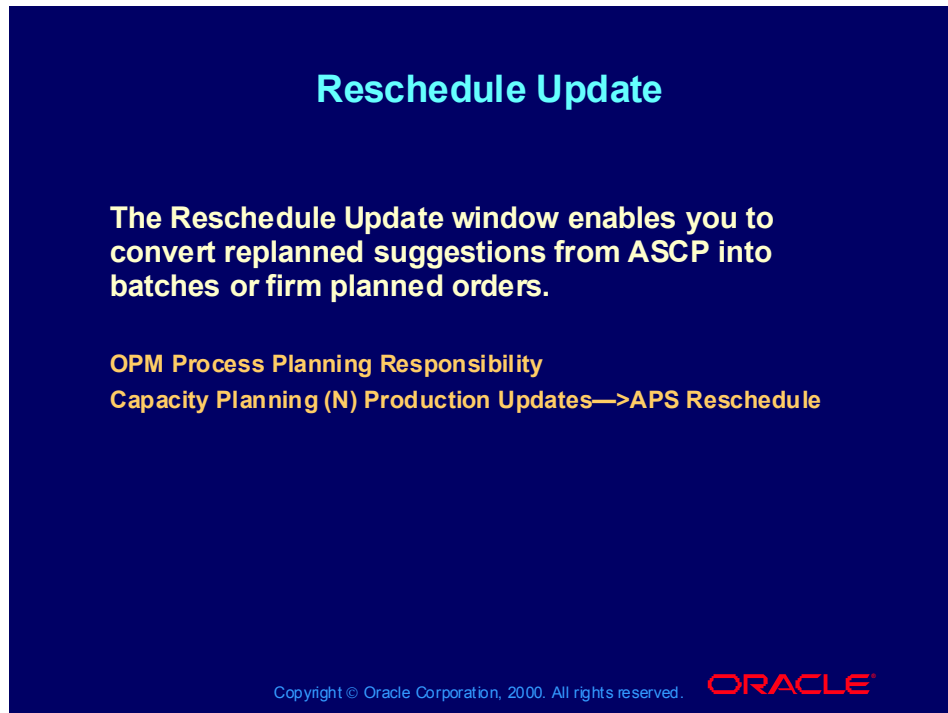 Reschedule Update
The Reschedule Update window enables you to
convert replanned suggestions from ASCP into
batches or firm planned orders.
OPM Process Planning Responsibility
Capacity Planning (N) Production Updates—>APS Reschedule
Copyright © Oracle Corporation, 2000. All rights reserved.
ORACLE®